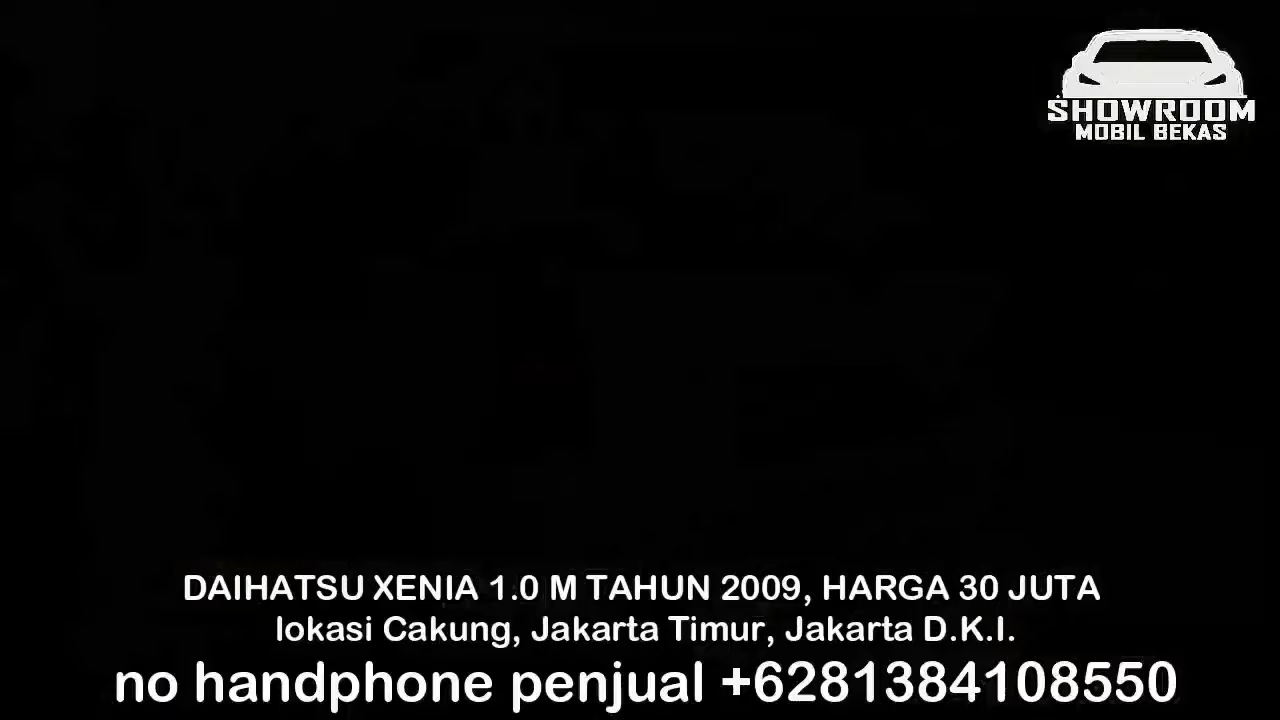 SHOWROOM
MOBIL BEKAS
DAIHATSU XENIA 1.0 M TAHUN 2009, HARGA 30 JUTA
lokasi Cakung, Jakarta Timur, Jakarta D.K.I.
no handphone penjual +6281384108550